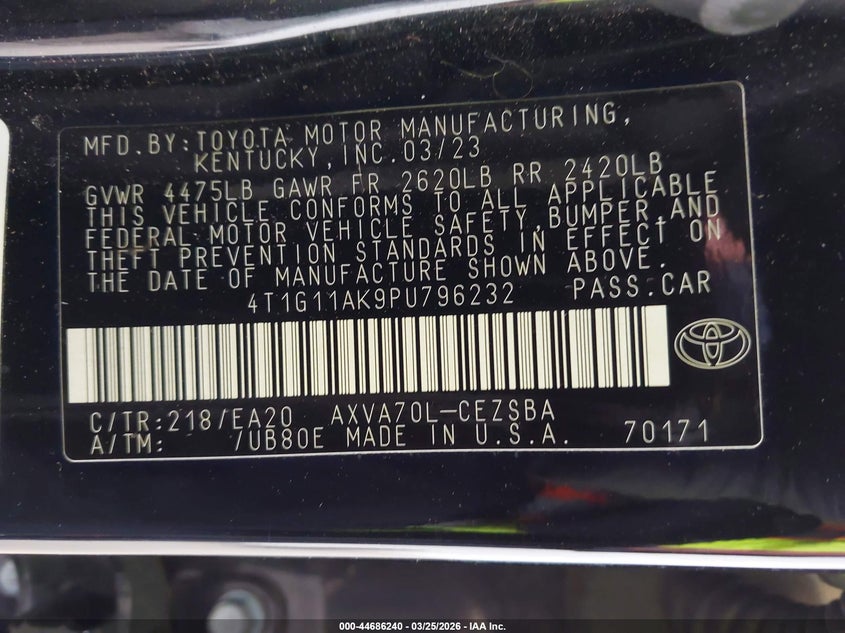 MFD.BY:TOYOTA MOTOR MANUFACTURING,
KENTUCKY,INC.03/23
GVWR 4475LB GAWR FR 2620LB RR 2420LB
THIS VEHICLE CONFORMS TO ALL APPLICABLE
FEDERAL MOTOR VEHICLE SAFETY,BUMPER,AND
THEFT PREVENTION STANDARDS IN EFFECT ON
THE DATE OF MANUFACTURE SHOWN ABOVE.
4T1G11AK9PU796232 PASS.CAR
C/TR:218/EA20 AXVA70L-CEZSBA
A/TM: /UB80E MADE IN U.S.A. 70171
000-44686240 - 03/25/2026 - IAA Inc.